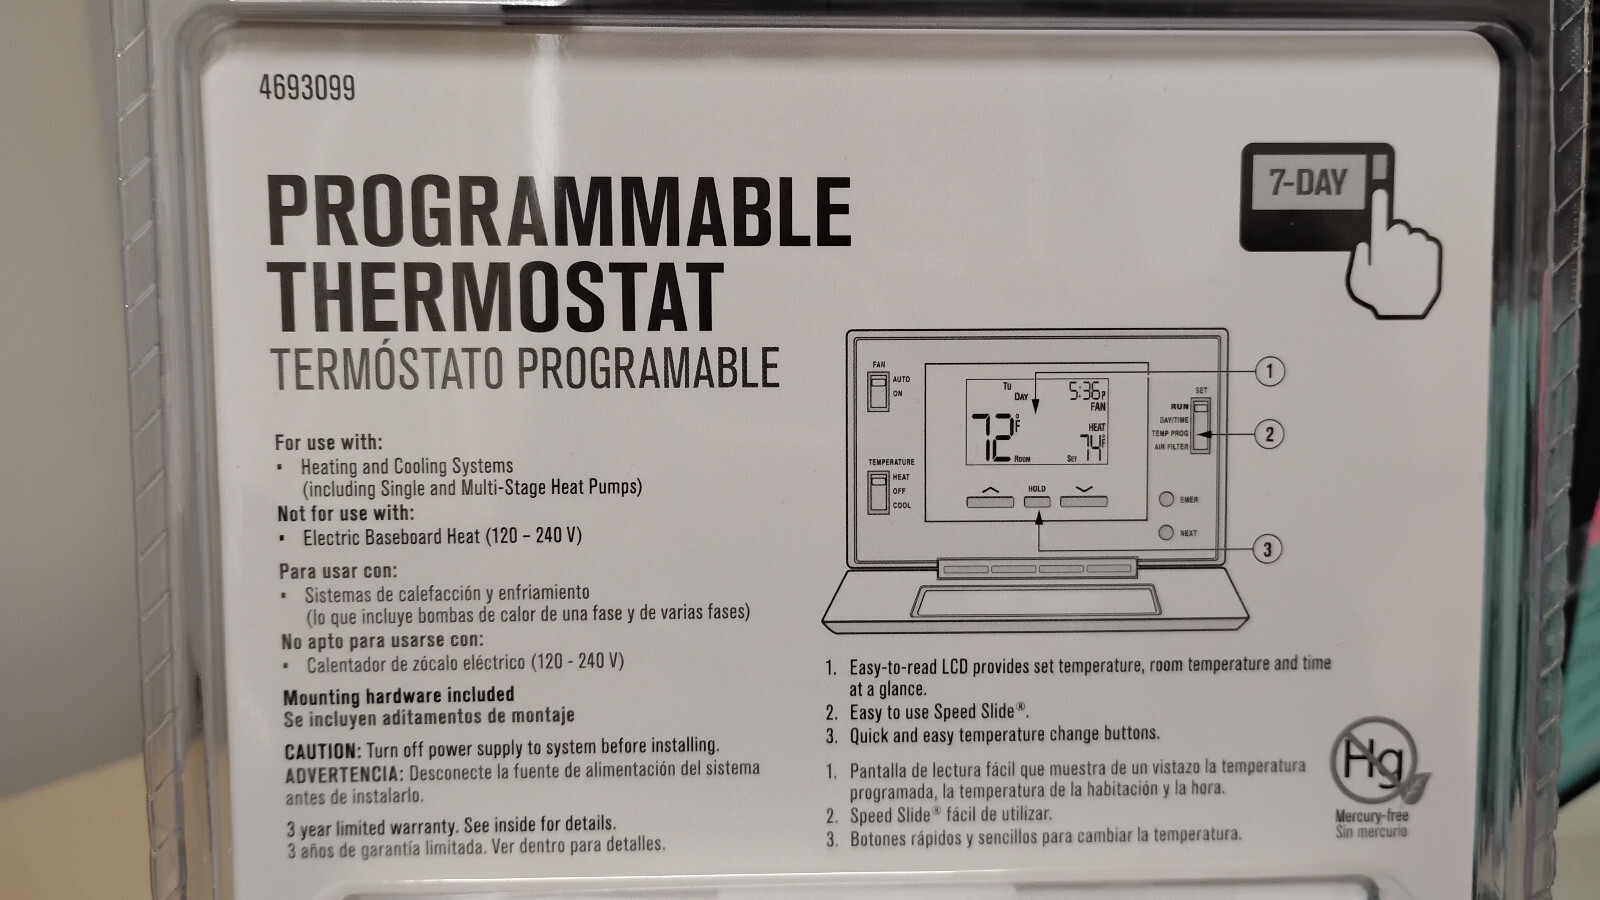 4693099
PROGRAMMABLE
THERMOSTAT
TERMÓSTATO PROGRAMABLE
7-DAY
For use with:
▪ Heating and Cooling Systems
(including Single and Multi-Stage Heat Pumps)
Not for use with:
▪ Electric Baseboard Heat (120 – 240 V)
Para usar con:
▪ Sistemas de calefacción y enfriamiento
(lo que incluye bombas de calor de una fase y de varias fases)
No apto para usarse con:
▪ Calentador de zócalo eléctrico (120 - 240 V)
Mounting hardware included
Se incluyen aditamentos de montaje
CAUTION: Turn off power supply to system before installing.
ADVERTENCIA: Desconecte la fuente de alimentación del sistema
antes de instalarlo.
3 year limited warranty. See inside for details.
3 años de garantía limitada. Ver dentro para detalles.
FAN
AUTO
ON
TEMPERATURE
HEAT
OFF
COOL
Tu
DAY
5:36P
FAN
72°F
ROOM
HEAT
SET 74°F
HOLD
SET
RUN
DAY/TIME
TEMP PROG
AIR FILTER
EMER
NEXT
1
2
3
1. Easy-to-read LCD provides set temperature, room temperature and time
at a glance.
2. Easy to use Speed Slide®.
3. Quick and easy temperature change buttons.
1. Pantalla de lectura fácil que muestra de un vistazo la temperatura
programada, la temperatura de la habitación y la hora.
2. Speed Slide® fácil de utilizar.
3. Botones rápidos y sencillos para cambiar la temperatura.
Hg
Mercury-free
Sin mercurio